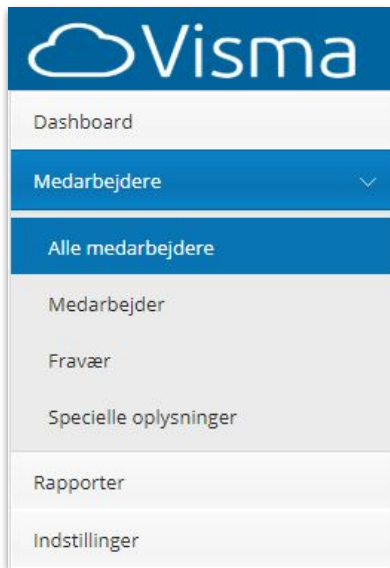 Visma
Dashboard
Medarbejdere
Alle medarbejdere
Medarbejder
Fravær
Specielle oplysninger
Rapporter
Indstillinger